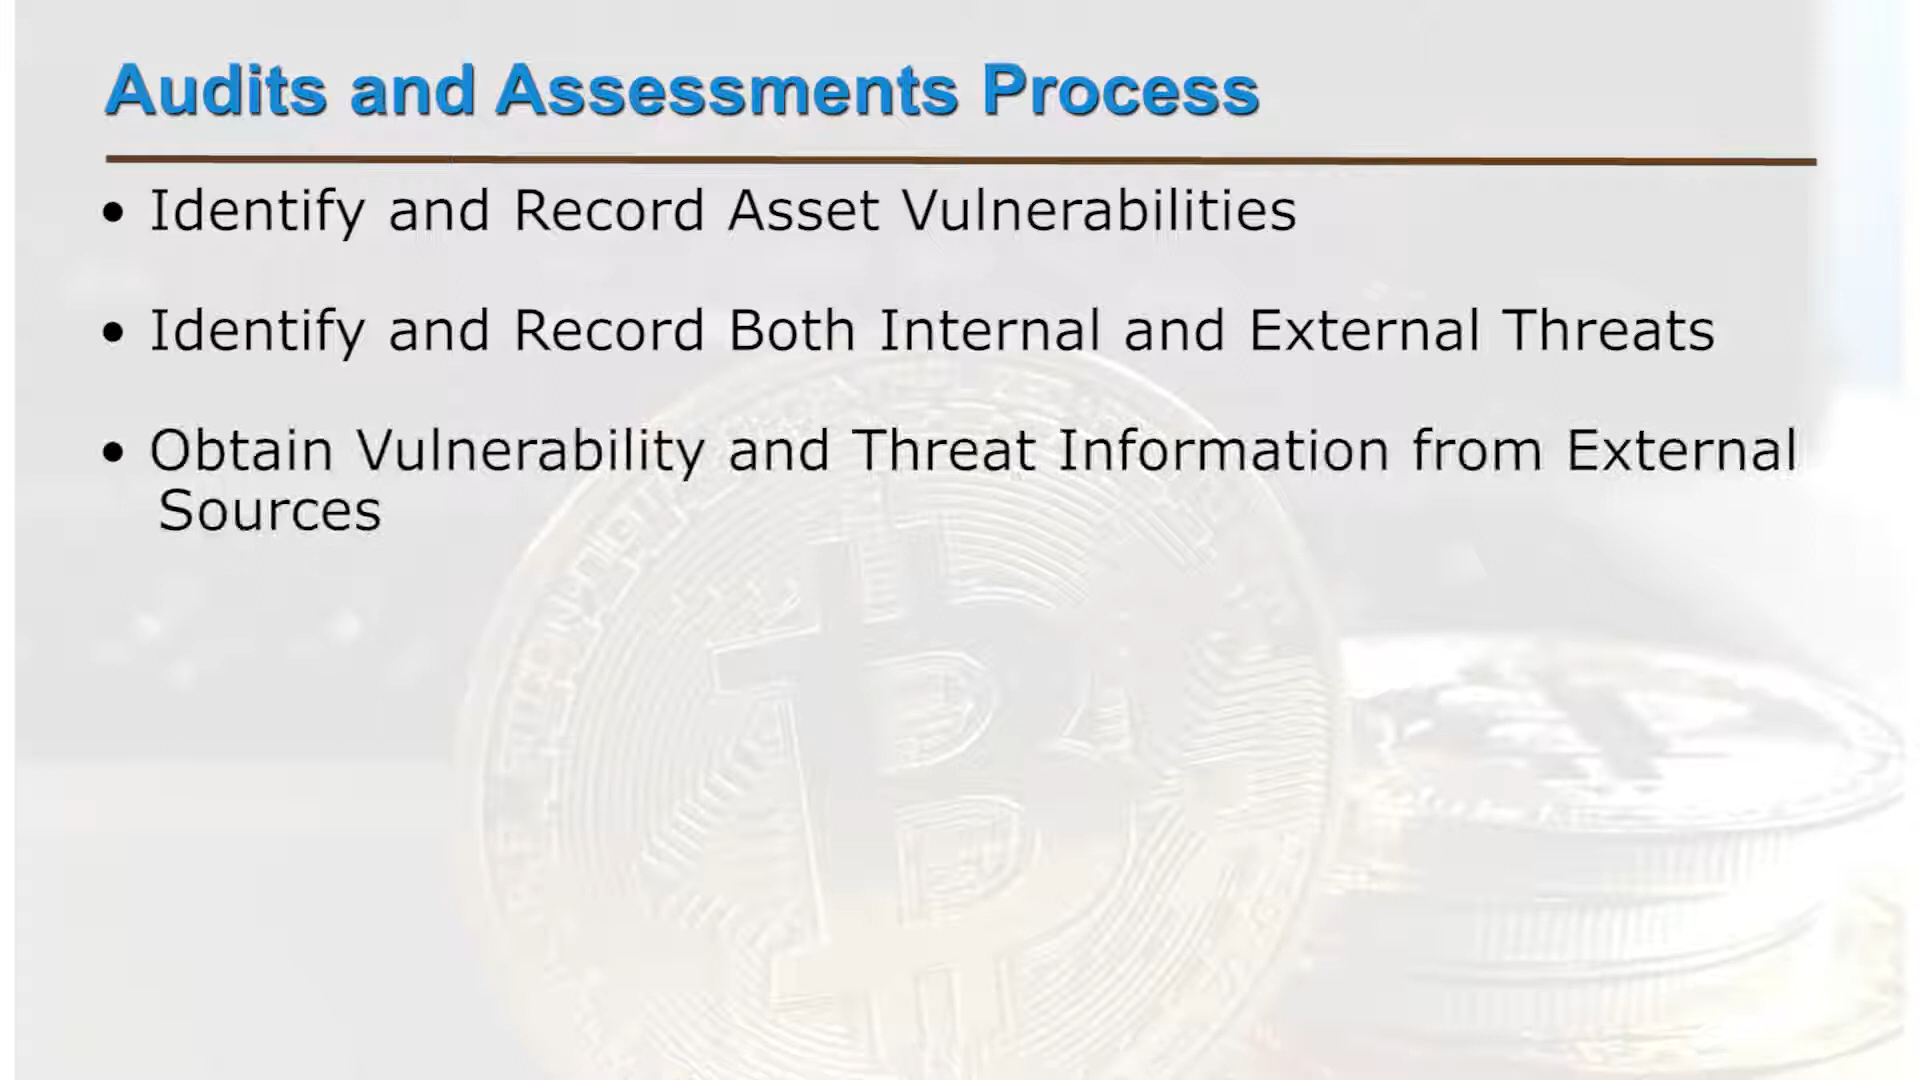 Audits and Assessments Process
• Identify and Record Asset Vulnerabilities
• Identify and Record Both Internal and External Threats
• Obtain Vulnerability and Threat Information from External
Sources